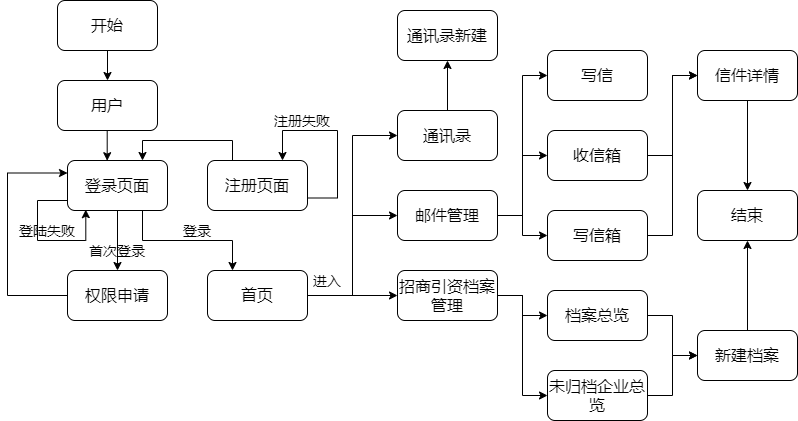 开始
通讯录新建
用户
写信
信件详情
注册失败
通讯录
收信箱
登录页面
注册页面
邮件管理
写信箱
结束
登陆失败
登录
首次登录
进入
权限申请
首页
招商引资档案
管理
档案总览
新建档案
未归档企业总
览